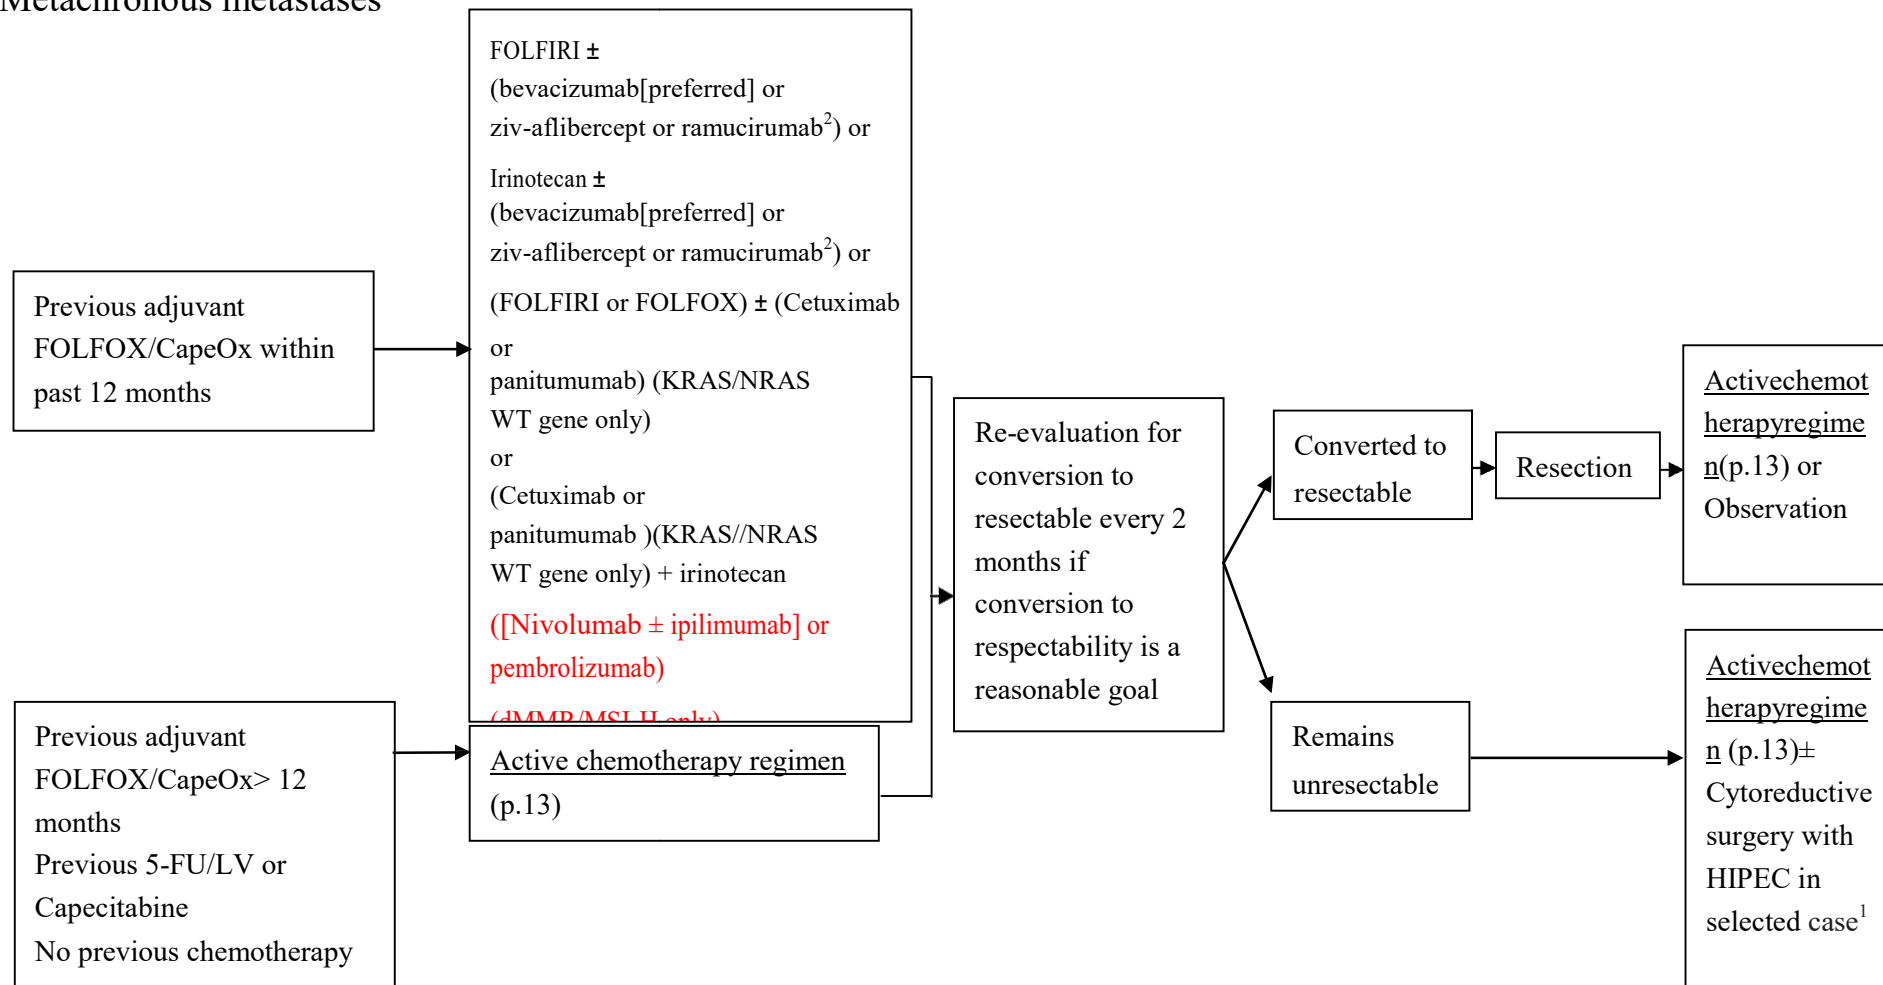 Metachronous metastases
FOLFIRI ±
(bevacizumab[preferred] or
ziv-aflibercept or ramucirumab²) or
Irinotecan ±
(bevacizumab[preferred] or
ziv-aflibercept or ramucirumab²) or
(FOLFIRI or FOLFOX) ± (Cetuximab
or
panitumumab) (KRAS/NRAS
WT gene only)
or
(Cetuximab or
panitumumab )(KRAS//NRAS
WT gene only) + irinotecan
([Nivolumab ± ipilimumab] or
pembrolizumab)
(dMMR/MSI-H only)
Previous adjuvant
FOLFOX/CapeOx within
past 12 months
Previous adjuvant
FOLFOX/CapeOx> 12
months
Previous 5-FU/LV or
Capecitabine
No previous chemotherapy
Active chemotherapy regimen
(p.13)
Re-evaluation for
conversion to
resectable every 2
months if
conversion to
respectability is a
reasonable goal
Converted to
resectable
Resection
Activechemot
herapyregime
n(p.13) or
Observation
Remains
unresectable
Activechemot
herapyregime
n (p.13)±
Cytoreductive
surgery with
HIPEC in
selected case¹